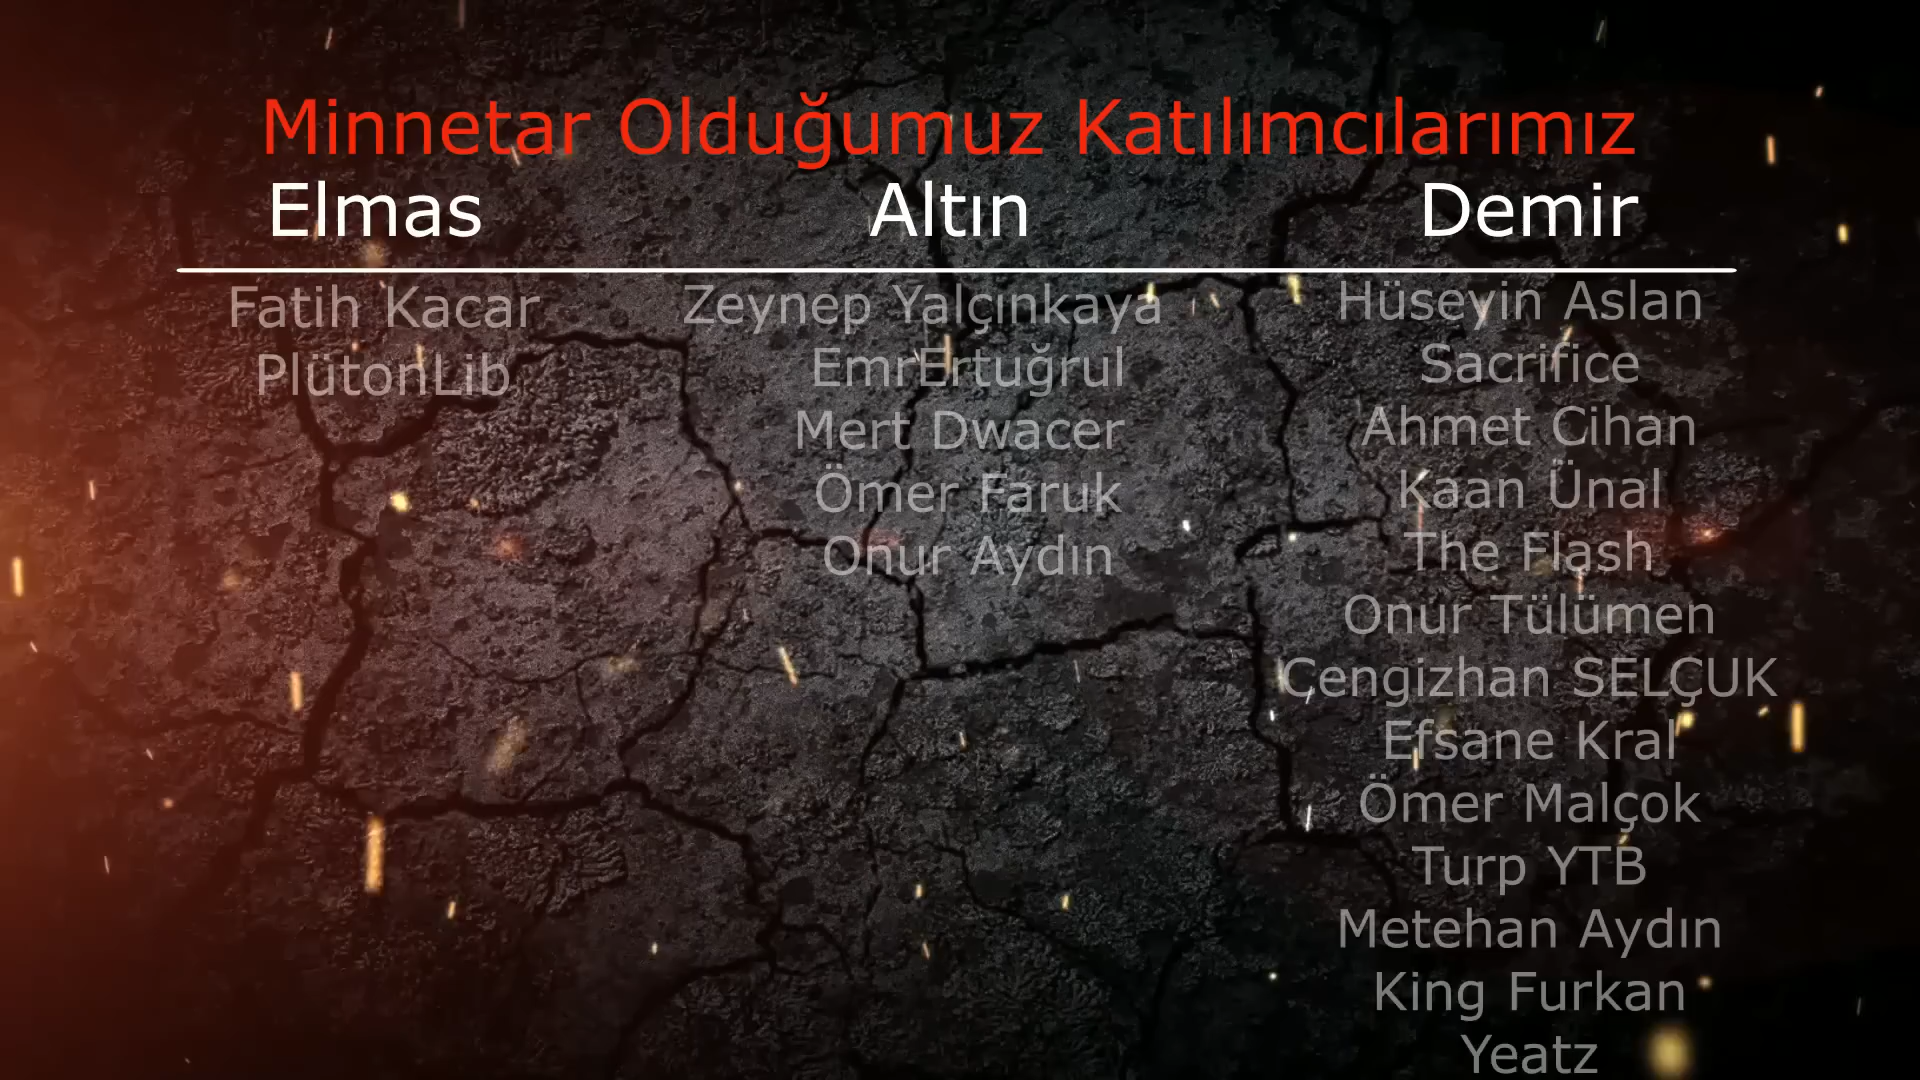 Minnetar Olduğumuz Katılımcılarımız
Elmas
Fatih Kacar
PlütonLib
Altın
Zeynep Yalçınkaya
EmrErtuğrul
Mert Dwacer
Ömer Faruk
Onur Aydın
Demir
Hüseyin Aslan
Sacrifice
Ahmet Cihan
Kaan Ünal
The Flash
Onur Tülümen
Cengizhan SELÇUK
Efsane Kral
Ömer Malçok
Turp YTB
Metehan Aydın
King Furkan
Yeatz